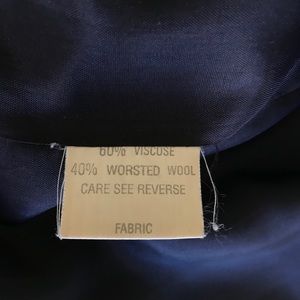 60% VISCOSE
40% WORSTED WOOL
CARE SEE REVERSE
FABRIC